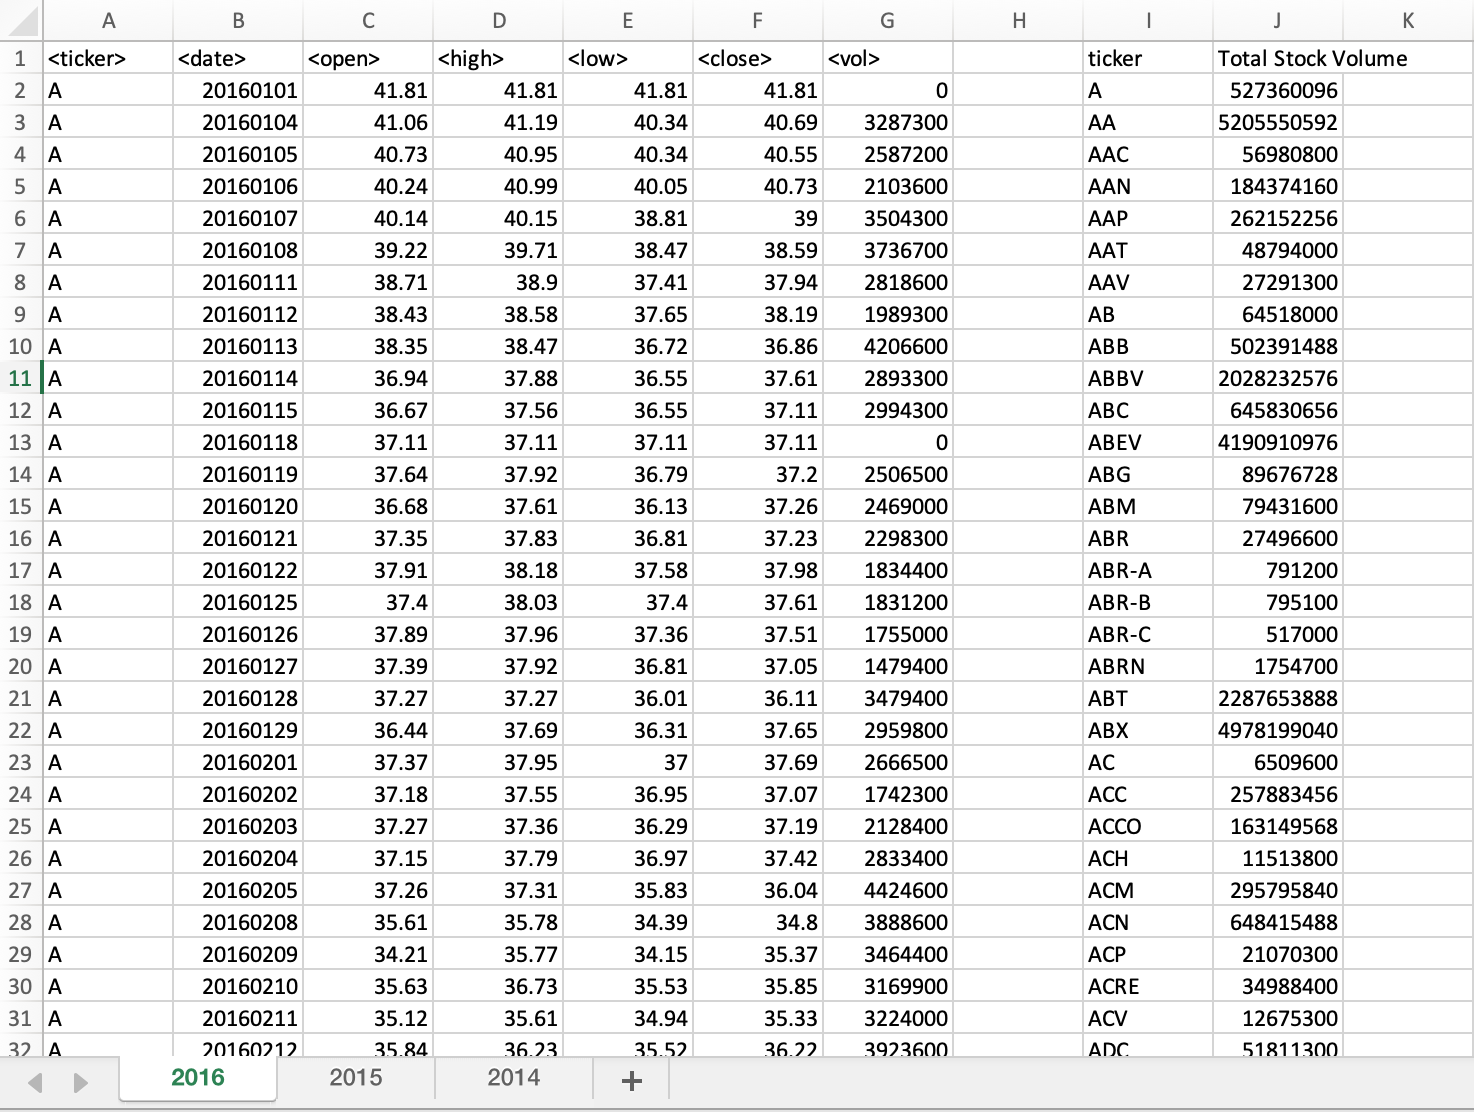 A B C D E F G H I J K
1 <ticker> <date> <open> <high> <low> <close> <vol> ticker Total Stock Volume
2 A 20160101 41.81 41.81 41.81 41.81 0 A 527360096
3 A 20160104 41.06 41.19 40.34 40.69 3287300 AA 5205550592
4 A 20160105 40.73 40.95 40.34 40.55 2587200 AAC 56980800
5 A 20160106 40.24 40.99 40.05 40.73 2103600 AAN 184374160
6 A 20160107 40.14 40.15 38.81 39 3504300 AAP 262152256
7 A 20160108 39.22 39.71 38.47 38.59 3736700 AAT 48794000
8 A 20160111 38.71 38.9 37.41 37.94 2818600 AAV 27291300
9 A 20160112 38.43 38.58 37.65 38.19 1989300 AB 64518000
10 A 20160113 38.35 38.47 36.72 36.86 4206600 ABB 502391488
11 A 20160114 36.94 37.88 36.55 37.61 2893300 ABBV 2028232576
12 A 20160115 36.67 37.56 36.55 37.11 2994300 ABC 645830656
13 A 20160118 37.11 37.11 37.11 37.11 0 ABEV 4190910976
14 A 20160119 37.64 37.92 36.79 37.2 2506500 ABG 89676728
15 A 20160120 36.68 37.61 36.13 37.26 2469000 ABM 79431600
16 A 20160121 37.35 37.83 36.81 37.23 2298300 ABR 27496600
17 A 20160122 37.91 38.18 37.58 37.98 1834400 ABR-A 791200
18 A 20160125 37.4 38.03 37.4 37.61 1831200 ABR-B 795100
19 A 20160126 37.89 37.96 37.36 37.51 1755000 ABR-C 517000
20 A 20160127 37.39 37.92 36.81 37.05 1479400 ABRN 1754700
21 A 20160128 37.27 37.27 36.01 36.11 3479400 ABT 2287653888
22 A 20160129 36.44 37.69 36.31 37.65 2959800 ABX 4978199040
23 A 20160201 37.37 37.95 37 37.69 2666500 AC 6509600
24 A 20160202 37.18 37.55 36.95 37.07 1742300 ACC 257883456
25 A 20160203 37.27 37.36 36.29 37.19 2128400 ACCO 163149568
26 A 20160204 37.15 37.79 36.97 37.42 2833400 ACH 11513800
27 A 20160205 37.26 37.31 35.83 36.04 4424600 ACM 295795840
28 A 20160208 35.61 35.78 34.39 34.8 3888600 ACN 648415488
29 A 20160209 34.21 35.77 34.15 35.37 3464400 ACP 21070300
30 A 20160210 35.63 36.73 35.53 35.85 3169900 ACRE 34988400
31 A 20160211 35.12 35.61 34.94 35.33 3224000 ACV 12675300
32 A 20160212 35.84 36.23 35.52 36.22 3923600 ADC 51811300
2016 2015 2014 +